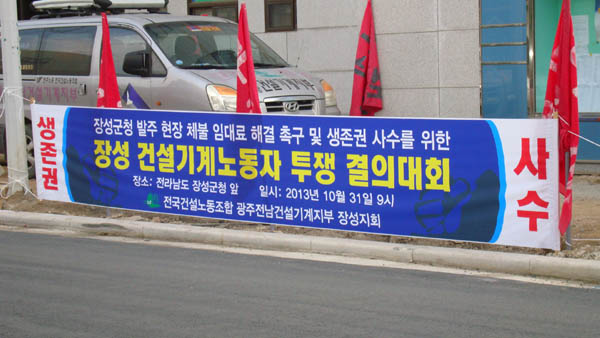 생존권
장성군청 발주 현장 체불 임대료 해결 촉구 및 생존권 사수를 위한
장성 건설기계노동자 투쟁 결의대회
장소: 전라남도 장성군청 앞 일시: 2013년 10월 31일 9시
전국건설노동조합 광주전남건설기계지부 장성지회
사수